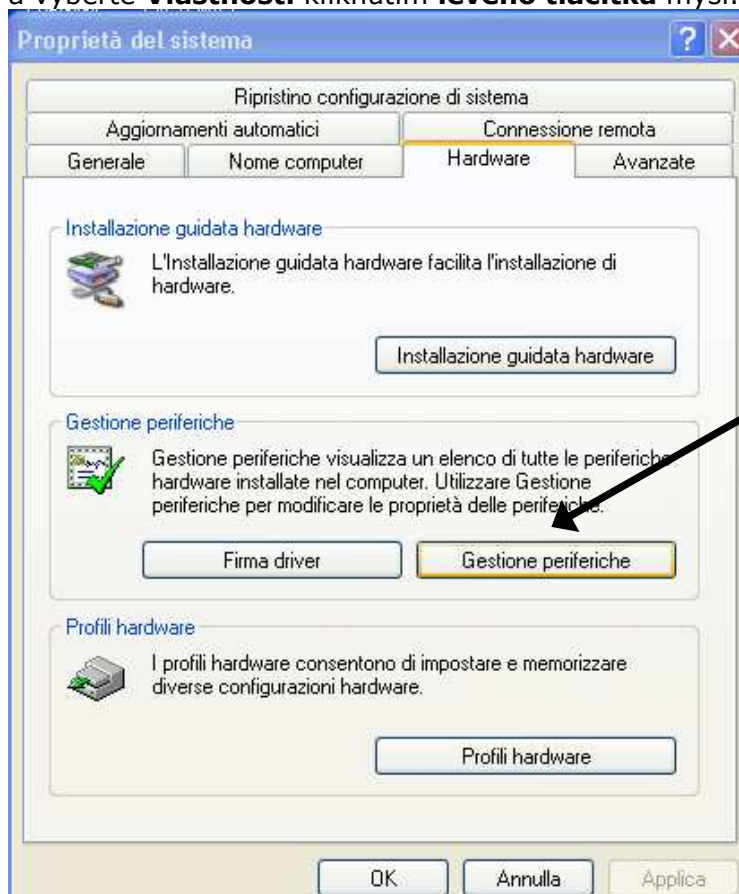 a vyberte Vlastnosti kliknutím levého tlačítka myši.
Proprietà del sistema
Ripristino configurazione di sistema
Aggiornamenti automatici Connessione remota
Generale Nome computer Hardware Avanzate
Installazione guidata hardware
L'Installazione guidata hardware facilita l'installazione di
hardware.
Installazione guidata hardware
Gestione periferiche
Gestione periferiche visualizza un elenco di tutte le periferiche
hardware installate nel computer. Utilizzare Gestione
periferiche per modificare le proprietà delle periferiche.
Firma driver Gestione periferiche
Profili hardware
I profili hardware consentono di impostare e memorizzare
diverse configurazioni hardware.
Profili hardware
OK Annulla Applica